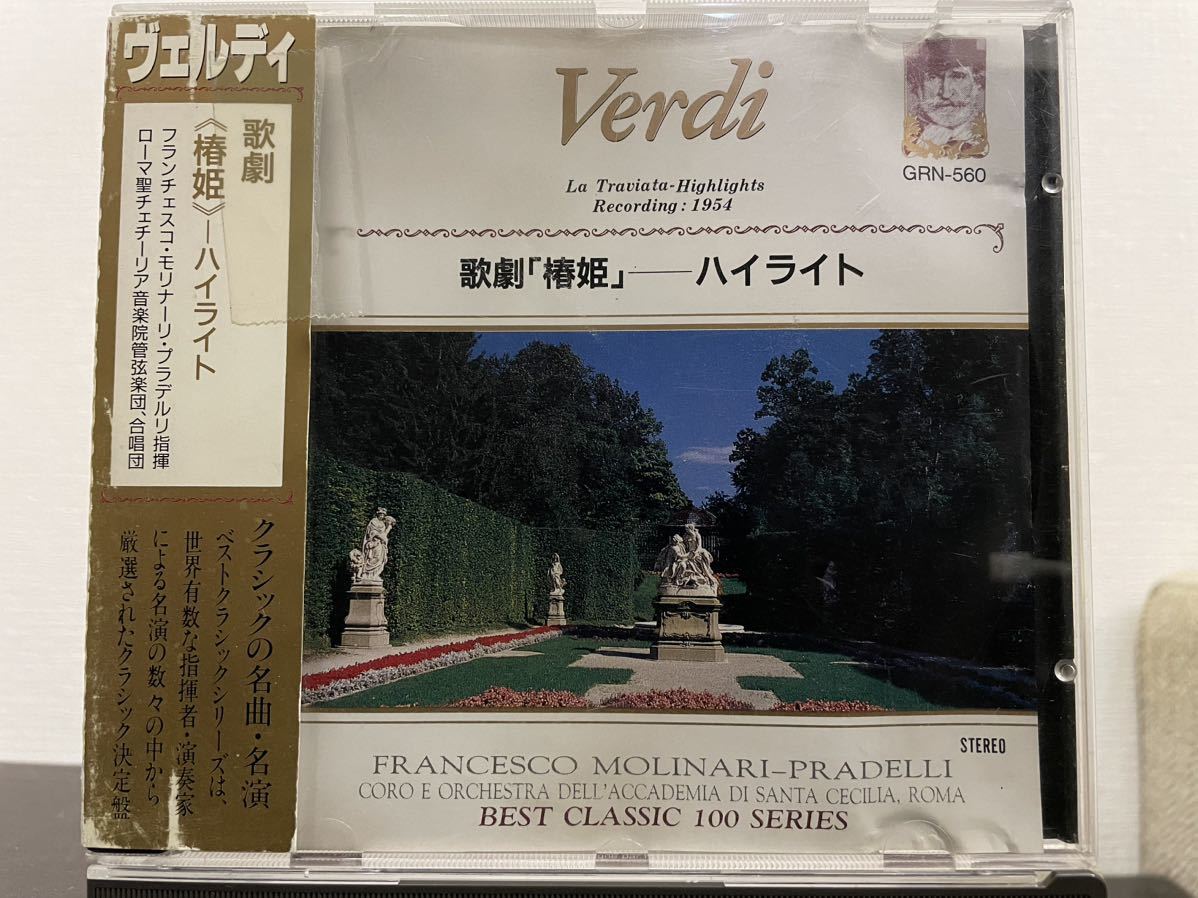 ヴェルディ
歌劇
《椿姫》―ハイライト
フランチェスコ・モリナーリ・プラデルリ指揮
ローマ聖チェチーリア音楽院管弦楽団、合唱団
クラシックの名曲・名演
ベストクラシックシリーズは、
世界有数な指揮者・演奏家
による名演の数々の中から
厳選されたクラシック決定盤
Verdi
GRN-560
La Traviata-Highlights
Recording: 1954
歌劇「椿姫」――ハイライト
STEREO
FRANCESCO MOLINARI-PRADELLI
CORO E ORCHESTRA DELL'ACCADEMIA DI SANTA CECILIA, ROMA
BEST CLASSIC 100 SERIES